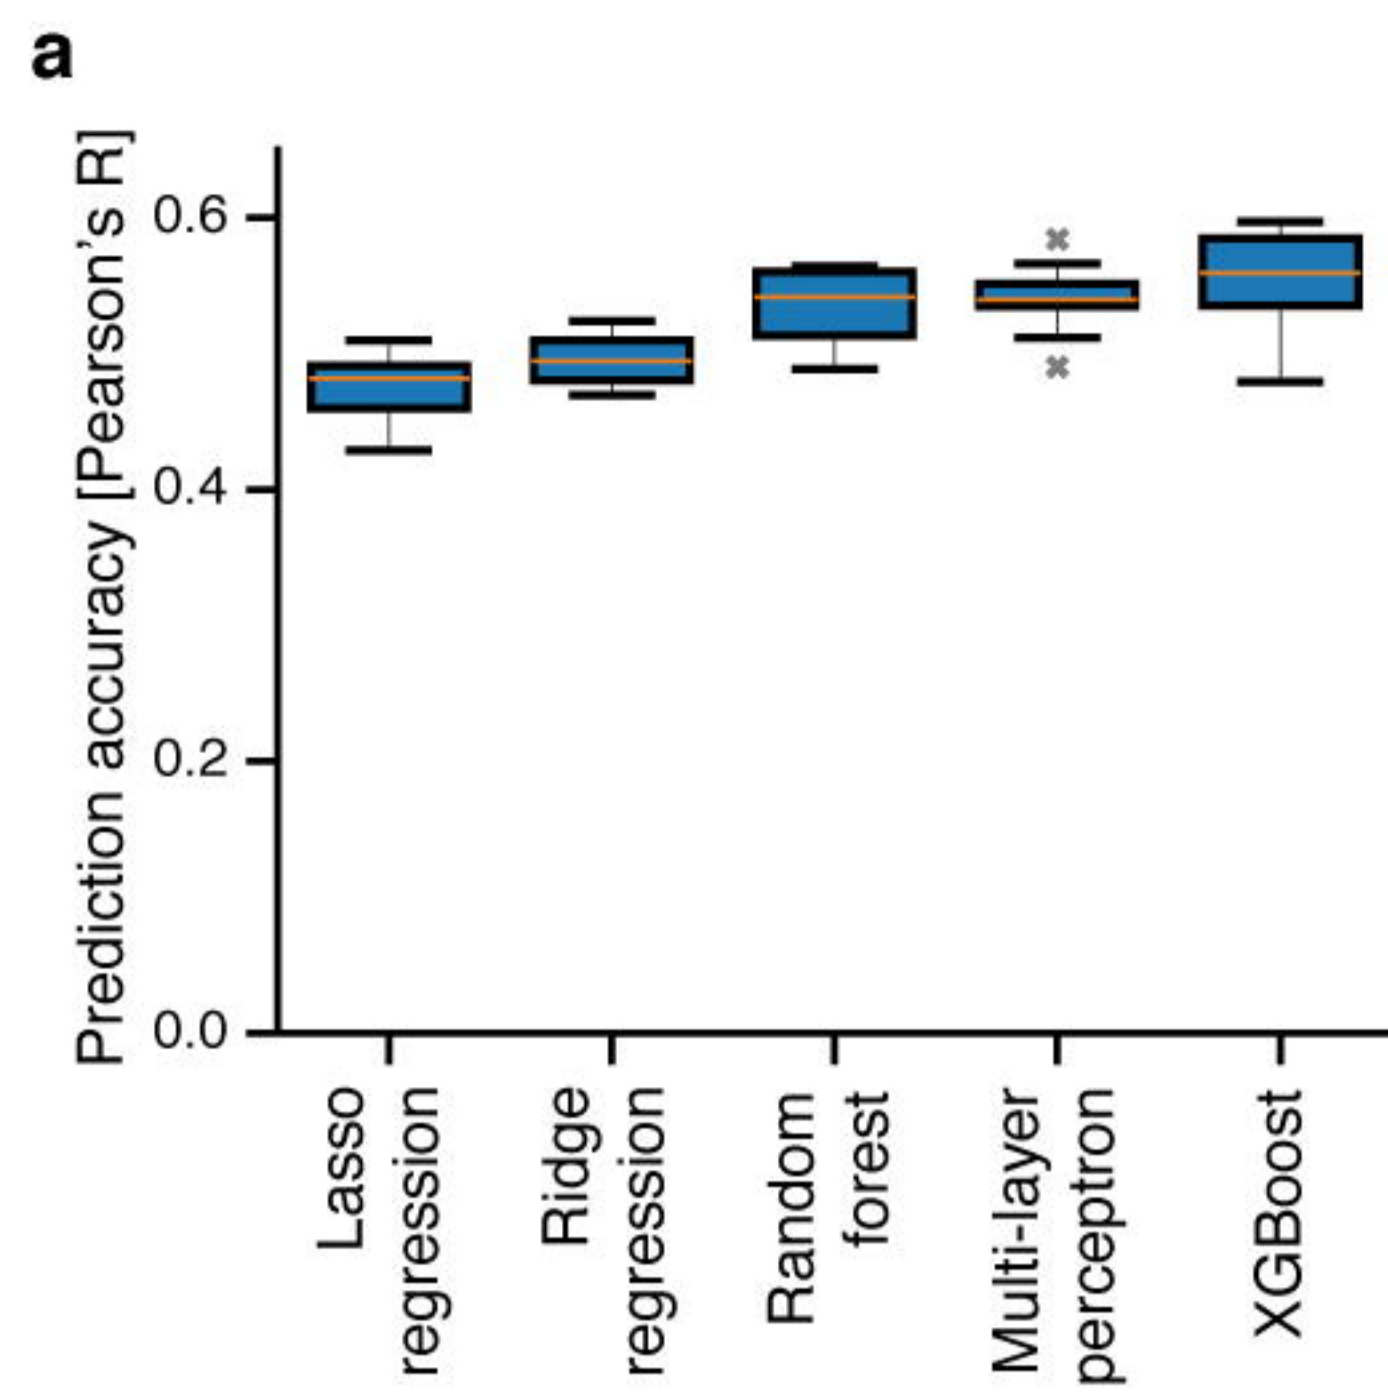 a
Prediction accuracy [Pearson's R]
0.6
0.4
0.2
0.0
Lasso
regression
Ridge
regression
Random
forest
Multi-layer
perceptron
XGBoost